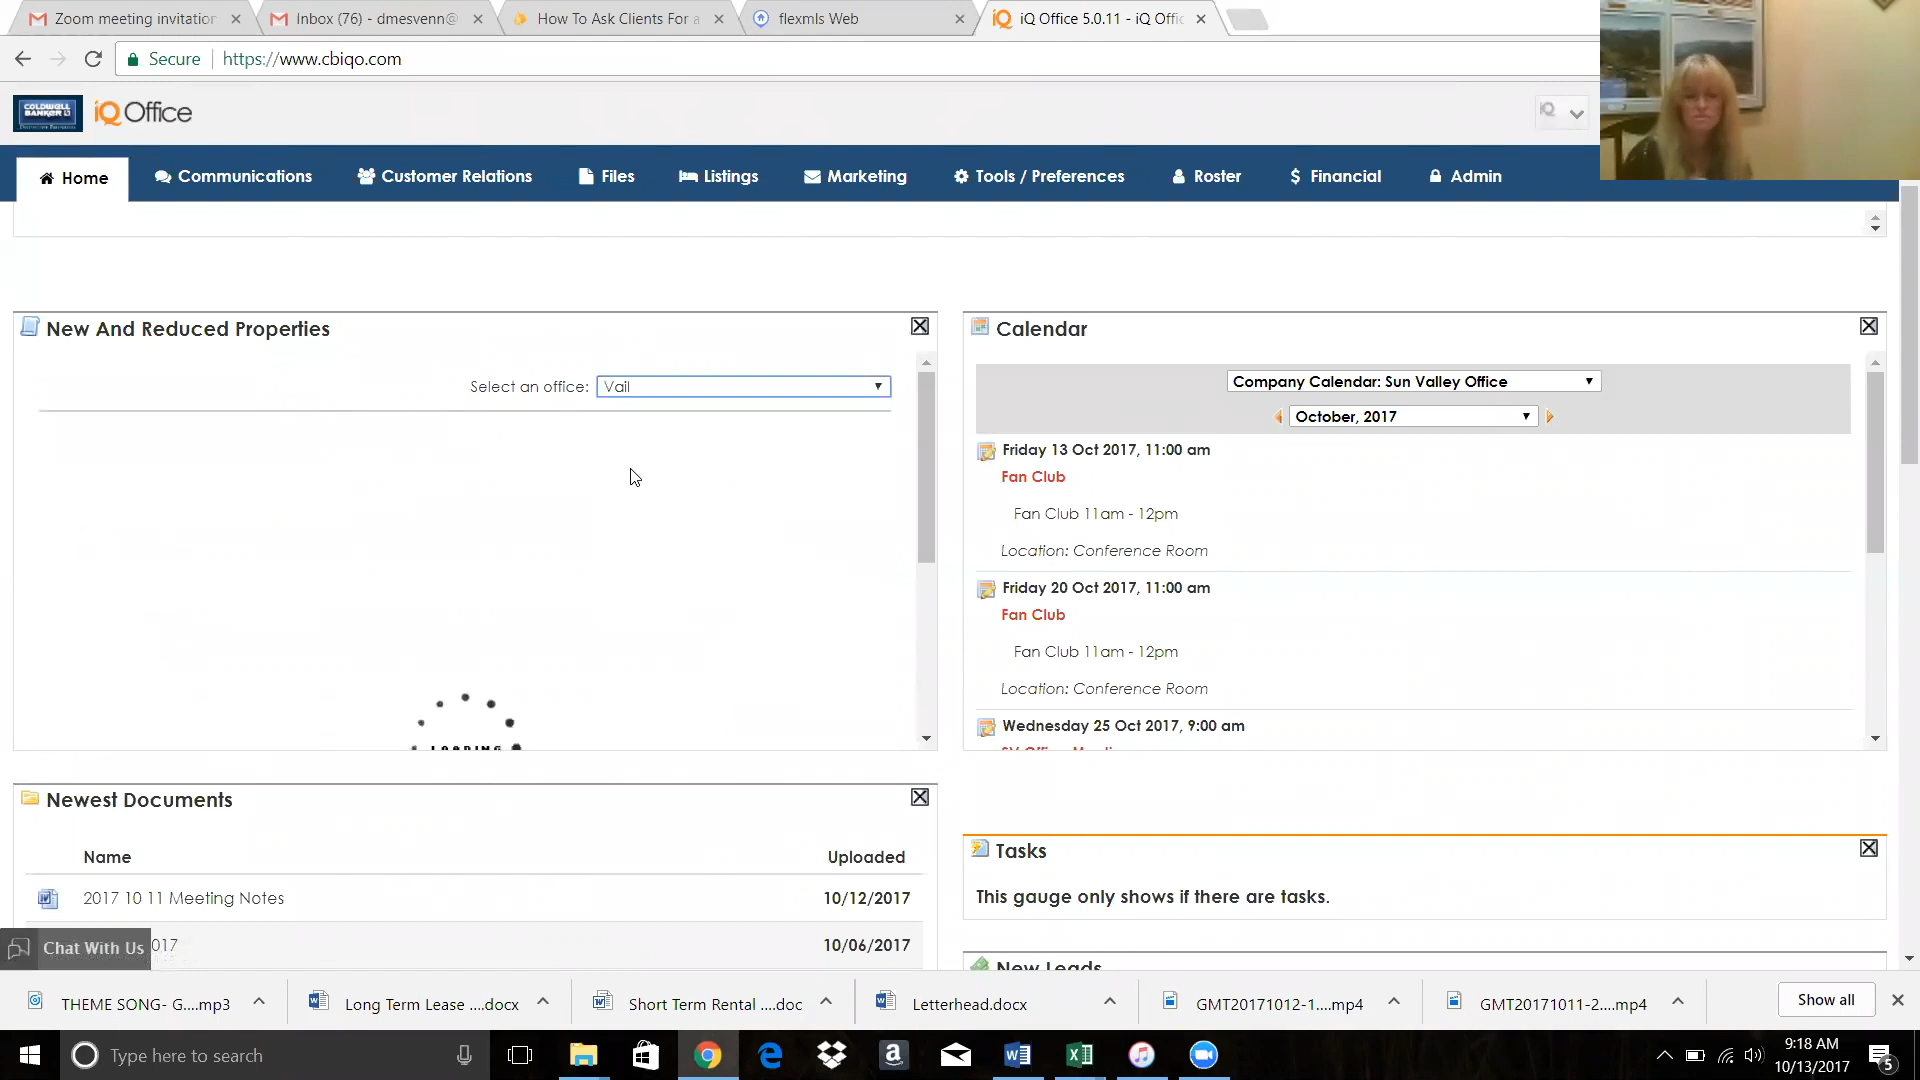 Zoom meeting invitation
Inbox (76) - dmesvenn@
How To Ask Clients For a
flexmls Web
iQ Office 5.0.11 - iQ Offic
Secure
https://www.cbiqo.com
COLDWELL
BANKER
iQ Office
iQ
Home
Communications
Customer Relations
Files
Listings
Marketing
Tools / Preferences
Roster
$ Financial
Admin
New And Reduced Properties
Select an office: Vail
LOADING
Calendar
Company Calendar: Sun Valley Office
October, 2017
Friday 13 Oct 2017, 11:00 am
Fan Club
Fan Club 11am - 12pm
Location: Conference Room
Friday 20 Oct 2017, 11:00 am
Fan Club
Fan Club 11am - 12pm
Location: Conference Room
Wednesday 25 Oct 2017, 9:00 am
Newest Documents
Name Uploaded
2017 10 11 Meeting Notes 10/12/2017
017 10/06/2017
Chat With Us
Tasks
This gauge only shows if there are tasks.
New Leads
THEME SONG- G....mp3
Long Term Lease ....docx
Short Term Rental ....doc
Letterhead.docx
GMT20171012-1....mp4
GMT20171011-2....mp4
Show all
Type here to search
9:18 AM
10/13/2017
5